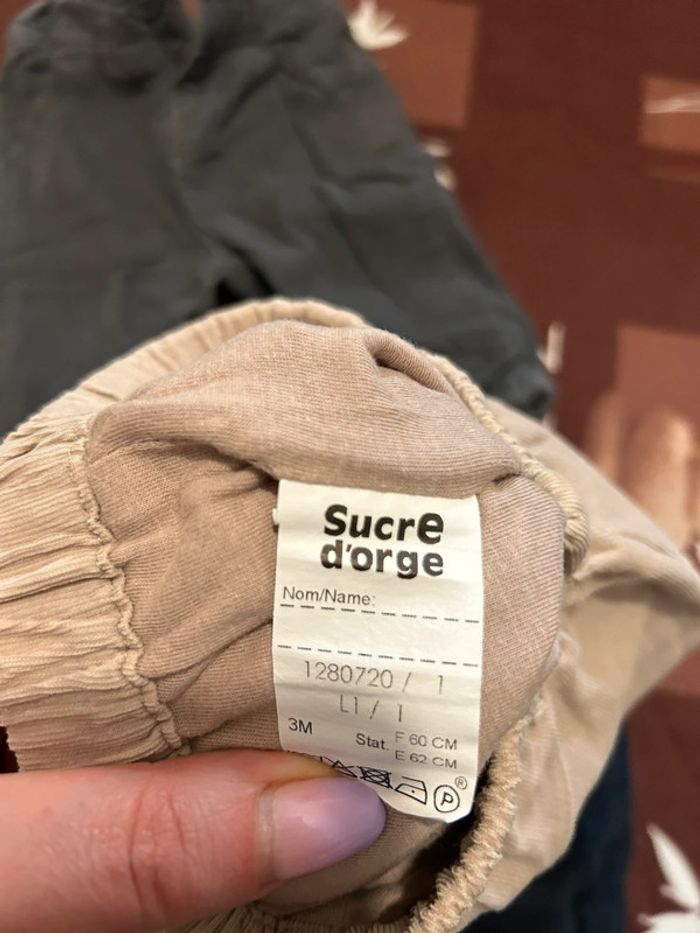 Sucre
d'orge
Nom/Name:
1280720 / 1
L1 / 1
3M
Stat. F 60 CM
E 62 CM
P
®